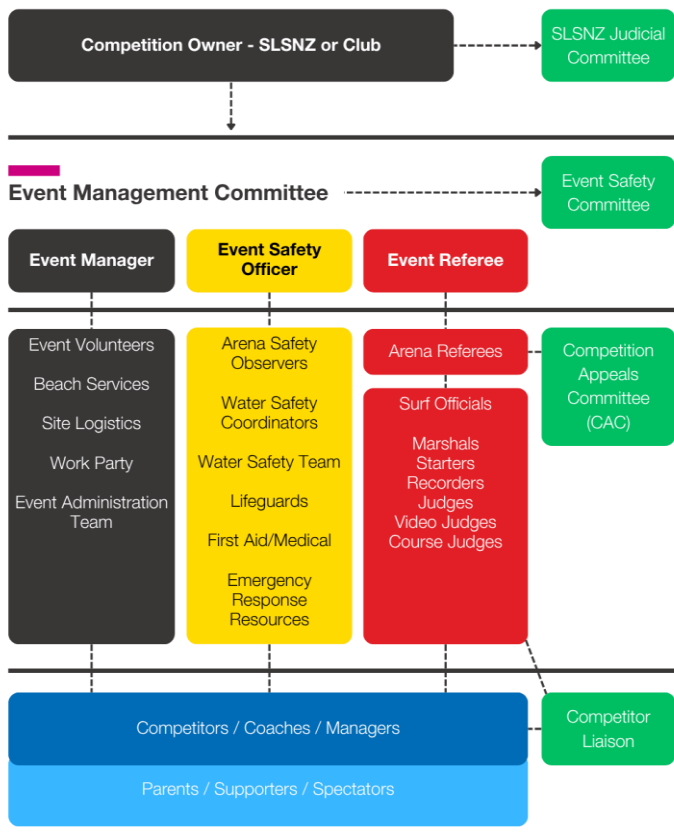 Competition Owner - SLSNZ or Club
SLSNZ Judicial
Committee
Event Management Committee
Event Safety
Committee
Event Manager
Event Safety
Officer
Event Referee
Event Volunteers
Beach Services
Site Logistics
Work Party
Event Administration
Team
Arena Safety
Observers
Water Safety
Coordinators
Water Safety Team
Lifeguards
First Aid/Medical
Emergency
Response
Resources
Arena Referees
Surf Officials
Marshals
Starters
Recorders
Judges
Video Judges
Course Judges
Competition
Appeals
Committee
(CAC)
Competitors / Coaches / Managers
Competitor
Liaison
Parents / Supporters / Spectators